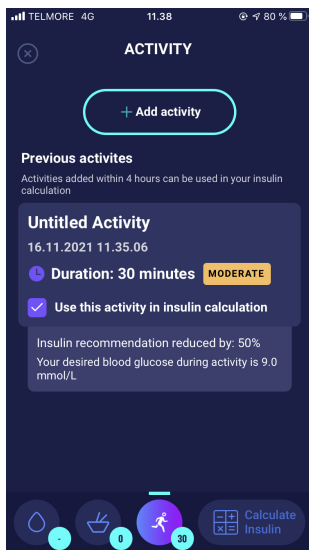 TELMORE 4G 11.38 80 %
ACTIVITY
+ Add activity
Previous activites
Activities added within 4 hours can be used in your insulin
calculation
Untitled Activity
16.11.2021 11.35.06
Duration: 30 minutes MODERATE
Use this activity in insulin calculation
Insulin recommendation reduced by: 50%
Your desired blood glucose during activity is 9.0
mmol/L
- 0 30 Calculate
Insulin